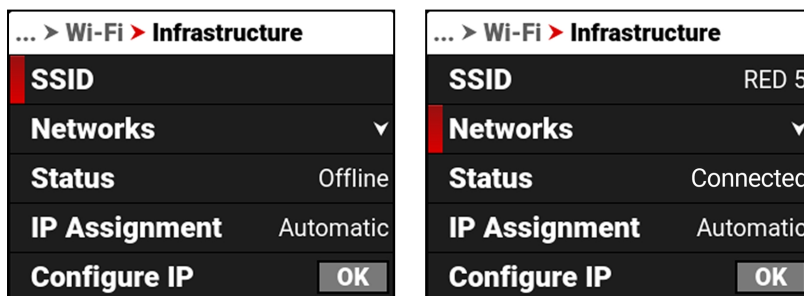 ... > Wi-Fi > Infrastructure
SSID
Networks
Status Offline
IP Assignment Automatic
Configure IP OK
... > Wi-Fi > Infrastructure
SSID RED 5
Networks
Status Connected
IP Assignment Automatic
Configure IP OK